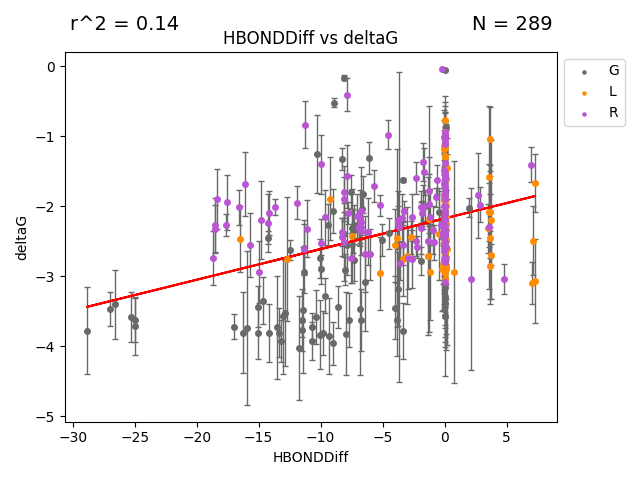 r^2 = 0.14
N = 289
HBONDDiff vs deltaG
G
L
R
deltaG
0
−1
−2
−3
−4
−5
−30
−25
−20
−15
−10
−5
0
5
HBONDDiff